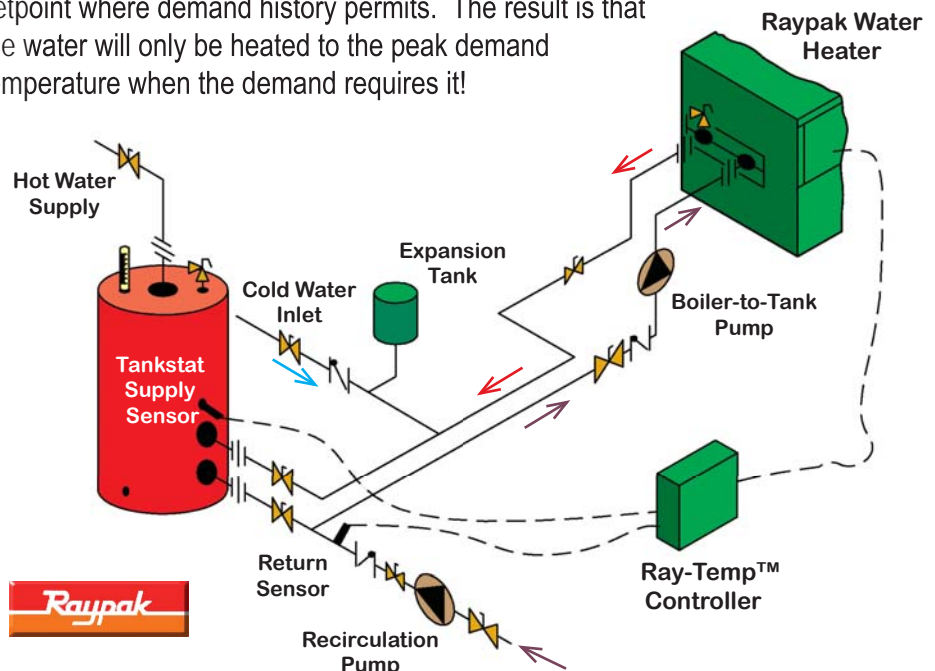 etpoint where demand history permits. The result is that
e water will only be heated to the peak demand
mperature when the demand requires it!
Raypak Water
Heater
Hot Water
Supply
Expansion
Tank
Cold Water
Inlet
Boiler-to-Tank
Pump
Tankstat
Supply
Sensor
Return
Sensor
Ray-Temp™
Controller
Raypak
Recirculation
Pump